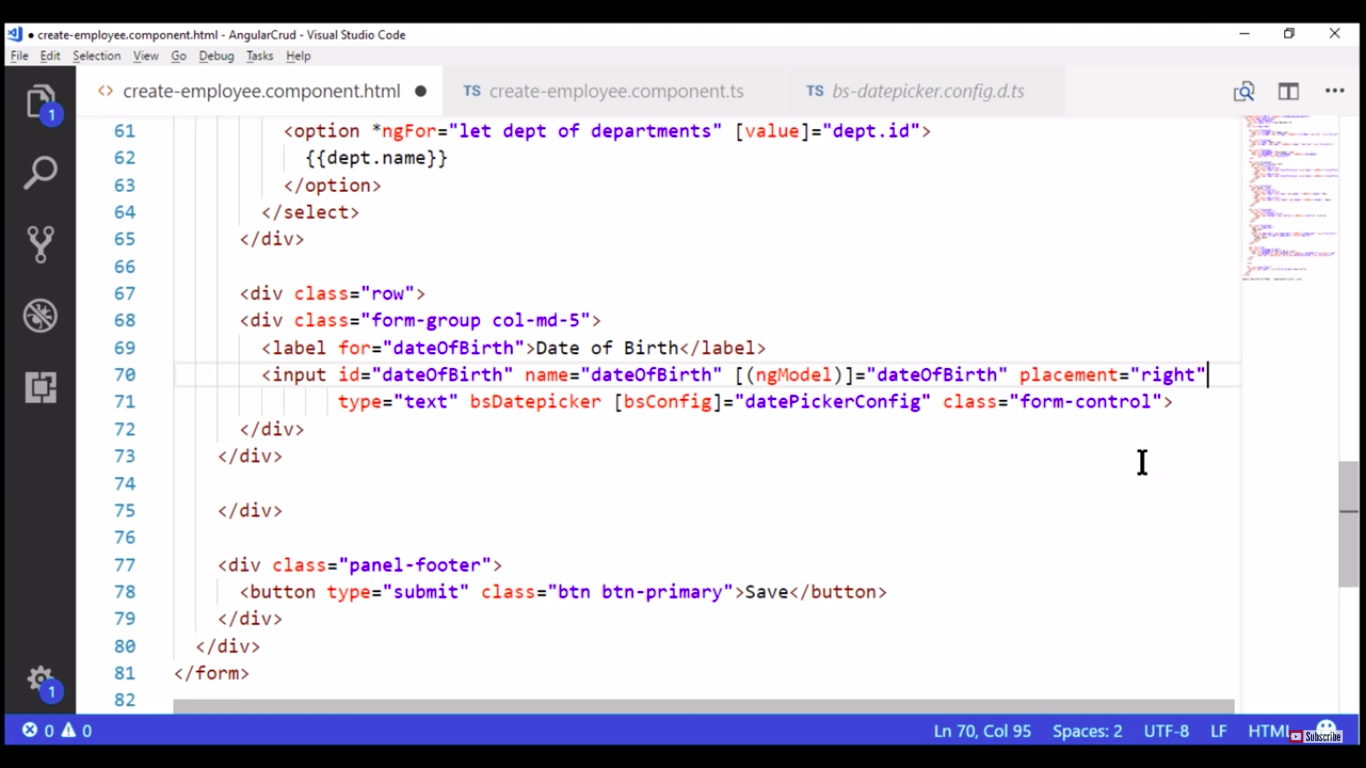 create-employee.component.html - AngularCrud - Visual Studio Code
File Edit Selection View Go Debug Tasks Help
<> create-employee.component.html ● TS create-employee.component.ts TS bs-datepicker.config.d.ts
1
61 <option *ngFor="let dept of departments" [value]="dept.id">
62 {{dept.name}}
63 </option>
64 </select>
65 </div>
66
67 <div class="row">
68 <div class="form-group col-md-5">
69 <label for="dateOfBirth">Date of Birth</label>
70 <input id="dateOfBirth" name="dateOfBirth" [(ngModel)]="dateOfBirth" placement="right"
71 type="text" bsDatepicker [bsConfig]="datePickerConfig" class="form-control">
72 </div>
73 </div>
74
75 </div>
76
77 <div class="panel-footer">
78 <button type="submit" class="btn btn-primary">Save</button>
79 </div>
80 </div>
81 </form>
82
1
0 0 Ln 70, Col 95 Spaces: 2 UTF-8 LF HTML
Subscribe